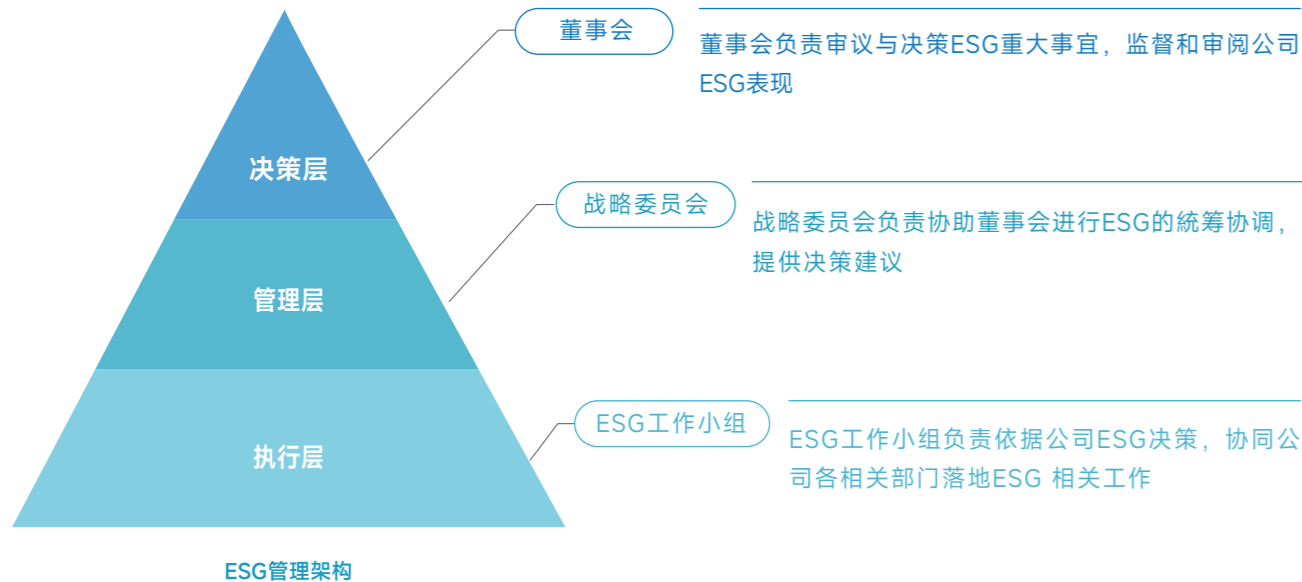 董事会
董事会负责审议与决策ESG重大事宜，监督和审阅公司
ESG表现
决策层
战略委员会
战略委员会负责协助董事会进行ESG的統筹协调，
提供决策建议
管理层
ESG工作小组
ESG工作小组负责依据公司ESG决策，协同公
司各相关部门落地ESG 相关工作
执行层
ESG管理架构